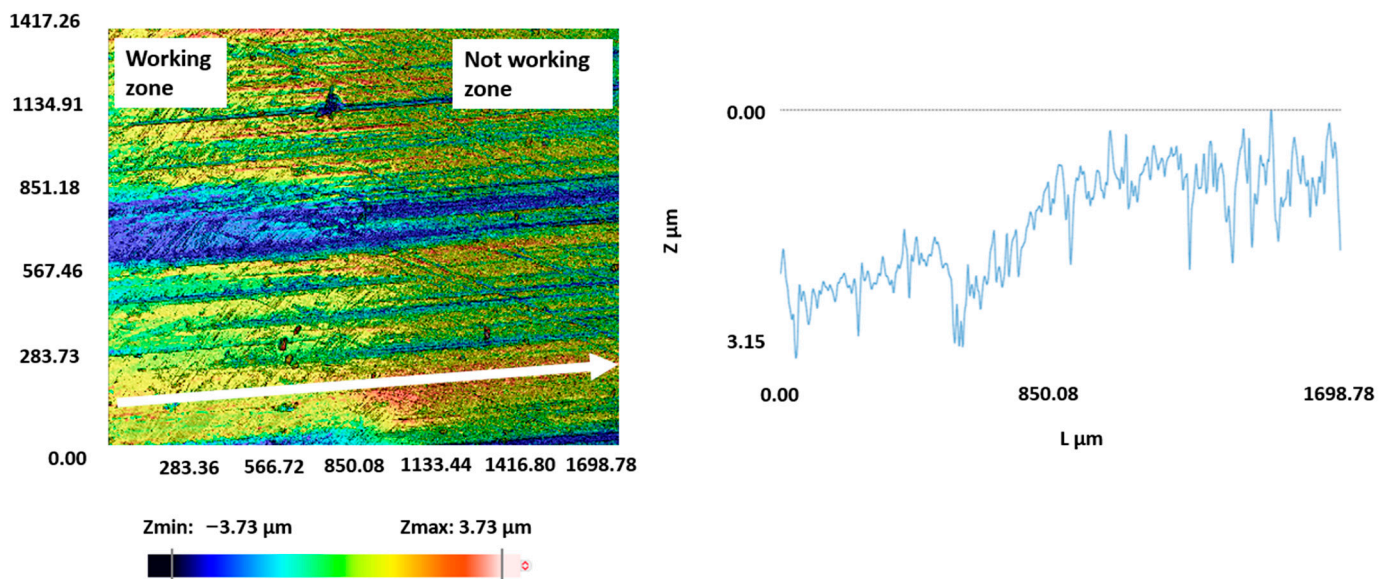 1417.26
Working
zone
Not working
zone
1134.91
851.18
567.46
283.73
0.00
283.36 566.72 850.08 1133.44 1416.80 1698.78
Zmin: −3.73 µm Zmax: 3.73 µm
0.00
Z µm
3.15
0.00 850.08 1698.78
L µm